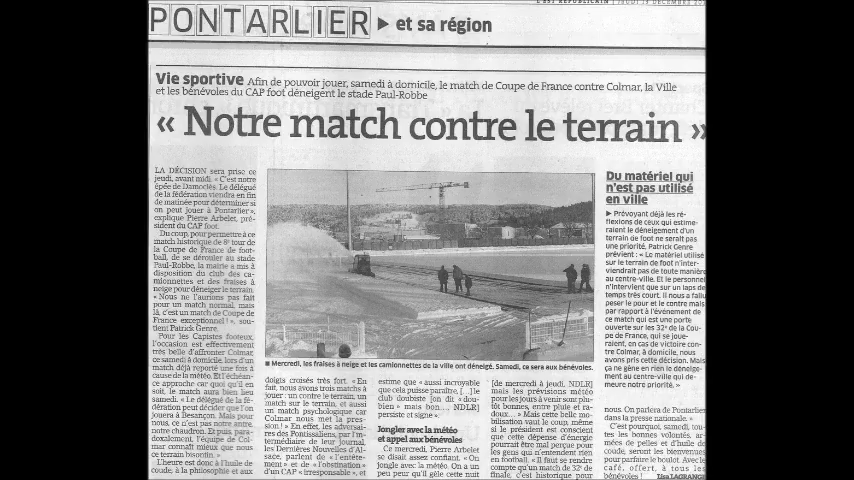 L'EST RÉPUBLICAIN | JEUDI 19 DÉCEMBRE
PONTARLIER ▶ et sa région
Vie sportive Afin de pouvoir jouer, samedi à domicile, le match de Coupe de France contre Colmar, la Ville
et les bénévoles du CAP foot déneigent le stade Paul-Robbe
« Notre match contre le terrain »
LA DÉCISION sera prise ce
jeudi, avant midi. « C'est notre
épée de Damoclès. Le délégué
de la fédération viendra en fin
de matinée pour déterminer si
on peut jouer à Pontarlier »,
explique Pierre Arbelet, pré-
sident du CAP foot.
Du coup, pour permettre à ce
match historique de 8e tour de
la Coupe de France de foot-
ball, de se dérouler au stade
Paul-Robbe, la mairie a mis à
disposition du club des ca-
mionnettes et des fraises à
neige pour déneiger le terrain.
« Nous ne l'aurions pas fait
pour un match normal, mais
là, c'est un match de Coupe de
France exceptionnel ! », sou-
tient Patrick Genre.
Pour les Capistes footeux,
l'occasion est effectivement
très belle d'affronter Colmar,
ce samedi à domicile, lors d'un
match déjà reporté une fois à
cause de la météo. Et l'échéan-
ce approche car quoi qu'il en
soit, le match aura bien lieu
samedi. « Le délégué de la fé-
dération peut décider que l'on
jouera à Besançon. Mais pour
nous, ce n'est pas notre antre,
notre chaudron. Et puis, para-
doxalement, l'équipe de Col-
mar connaît mieux que nous
ce terrain bisontin. »
L'heure est donc à l'huile de
coude, à la philosophie et aux
■ Mercredi, les fraises à neige et les camionnettes de la ville ont déneigé. Samedi, ce sera aux bénévoles.
doigts croisés très fort. « En
fait, nous avons trois matchs à
jouer : un contre le terrain, un
match sur le terrain, et aussi
un match psychologique car
Colmar nous met la pres-
sion ! » En effet, les adversai-
res des Pontissaliens, par l'in-
termédiaire de leur journal,
les Dernières Nouvelles d'Al-
sace, parlent de « l'entête-
ment » et de « l'obstination »
d'un CAP « irresponsable », et
estime que « aussi incroyable
que cela puisse paraître, [...] le
club doubiste [on dit « dou-
bien » mais bon... NDLR]
persiste et signe ».
Jongler avec la météo
et appel aux bénévoles
Ce mercredi, Pierre Arbelet
se disait assez confiant. « On
jongle avec la météo. On a un
peu peur qu'il gèle cette nuit
[de mercredi à jeudi, NDLR]
mais les prévisions météo
pour les jours à venir sont plu-
tôt bonnes, entre pluie et ra-
doux... » Mais cette belle mo-
bilisation vaut le coup, même
si le président est conscient
que cette dépense d'énergie
pourrait être mal perçue pour
les gens qui n'entendent rien
en football. « Il faut se rendre
compte qu'un match de 32e de
finale, c'est historique pour
Du matériel qui
n'est pas utilisé
en ville
▶ Prévoyant déjà les ré-
flexions de ceux qui estime-
raient le déneigement d'un
terrain de foot ne serait pas
une priorité, Patrick Genre
prévient : « Le matériel utilisé
sur le terrain de foot n'inter-
viendrait pas de toute manière
au centre-ville. Et le personnel
n'intervient que sur un laps de
temps très court. Il nous a fallu
peser le pour et le contre mais
par rapport à l'événement de
ce match qui est une porte
ouverte sur les 32e de la Cou-
pe de France, qui se joue-
raient, en cas de victoire contre
Colmar, à domicile, nous
avons pris cette décision. Mais
ça ne gêne en rien le déneige-
ment au centre-ville qui de-
meure notre priorité. »
nous. On parlera de Pontarlier
dans la presse nationale. »
C'est pourquoi, samedi, tou-
tes les bonnes volontés, ar-
mées de pelles et d'huile de
coude, seront les bienvenues
pour parfaire le boulot. Avec le
café, offert, à tous les
bénévoles !
Lisa LAGRANGE